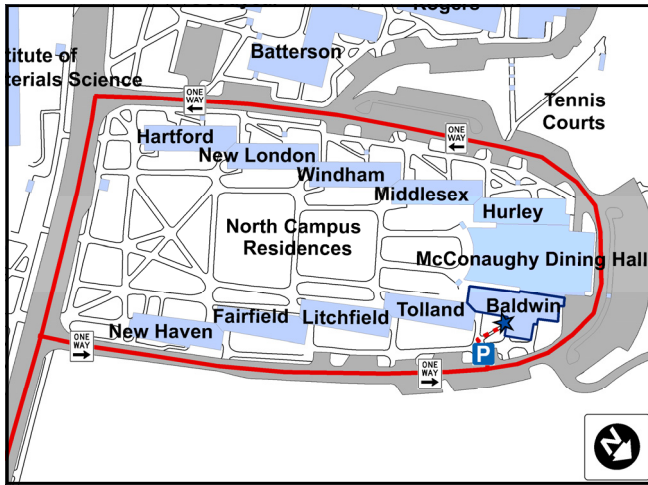 Rogers
Batterson
titute of
terials Science
Tennis
Courts
ONE
WAY
ONE
WAY
Hartford
New London
Windham
Middlesex
Hurley
North Campus
Residences
McConaughy Dining Hall
Baldwin
Tolland
Litchfield
Fairfield
New Haven
ONE
WAY
P
ONE
WAY
N